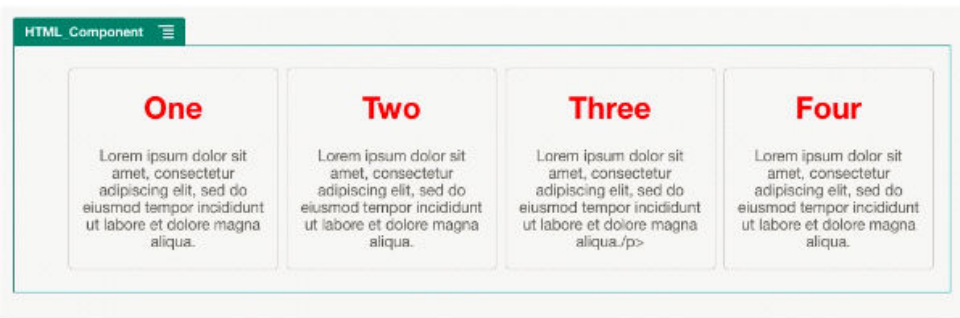 HTML_Component
One
Lorem ipsum dolor sit
amet, consectetur
adipiscing elit, sed do
eiusmod tempor incididunt
ut labore et dolore magna
aliqua.
Two
Lorem ipsum dolor sit
amet, consectetur
adipiscing elit, sed do
eiusmod tempor incididunt
ut labore et dolore magna
aliqua.
Three
Lorem ipsum dolor sit
amet, consectetur
adipiscing elit, sed do
eiusmod tempor incididunt
ut labore et dolore magna
aliqua./p>
Four
Lorem ipsum dolor sit
amet, consectetur
adipiscing elit, sed do
eiusmod tempor incididunt
ut labore et dolore magna
aliqua.